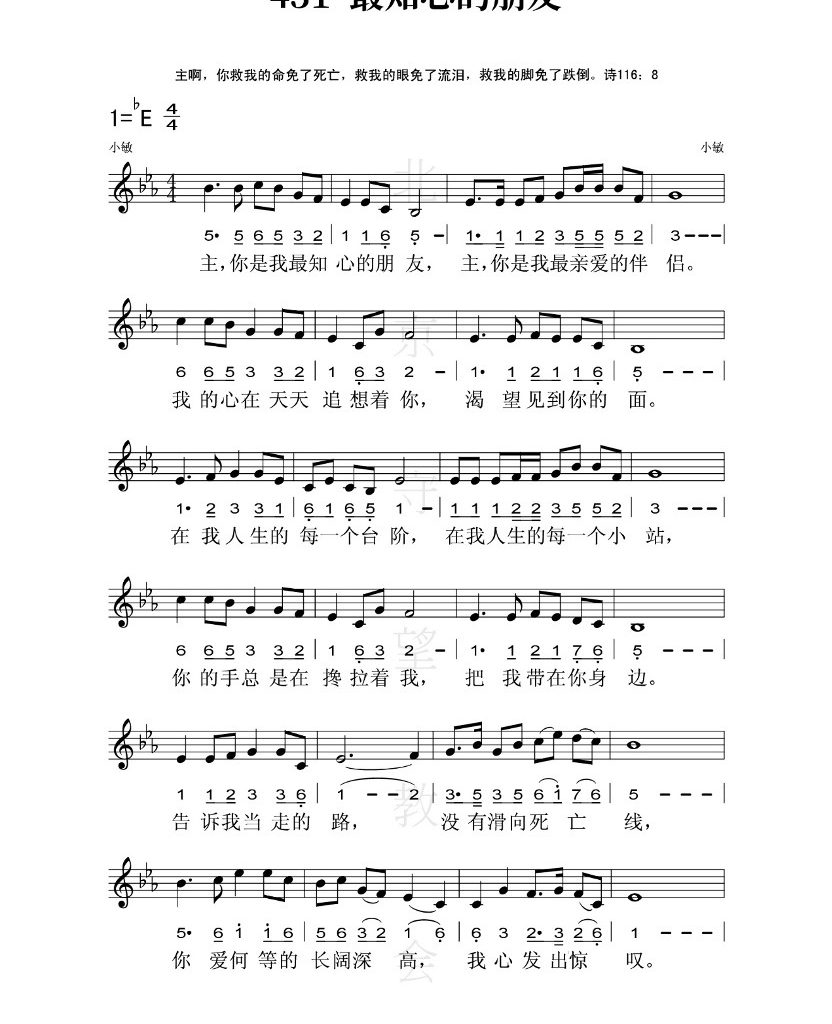 431 最知心的朋友
主啊，你救我的命免了死亡，救我的眼免了流泪，救我的脚免了跌倒。诗116：8
1=♭E 4/4
小敏 小敏
5• 5 6 5 3 2 | 1 1 6 5 – | 1• 1 1 2 3 5 5 5 2 | 3 – – – |
主，你是我最知 心的朋 友， 主，你是我最亲爱的伴 侣。
6 6 5 3 3 2 | 1 6 3 2 – | 1• 1 2 1 1 6 | 5 – – – |
我 的心在 天天 追 想着 你， 渴 望见到你的 面。
1• 2 3 3 1 | 6 1 6 5 1 – | 1 1 1 2 2 3 5 5 2 | 3 – – – |
在 我人生的 每一个台 阶， 在我人生的每一个小 站，
6 6 5 3 3 2 | 1 6 3 2 – | 1• 1 2 1 7 6 | 5 – – – |
你 的手总 是在 搀 拉着 我， 把 我带在你身 边。
1 1 2 3 3 6 | 1 – – 2 | 3• 5 3 5 6 1 7 6 | 5 – – – |
告 诉我当 走的 路， 没有滑向死 亡 线，
5• 6 1 1 6 | 5 6 3 2 1 6 | 6 3 2• 3 2 6 | 1 – – – |
你 爱何 等的 长阔深 高， 我心发出惊 叹。
北京守望教会